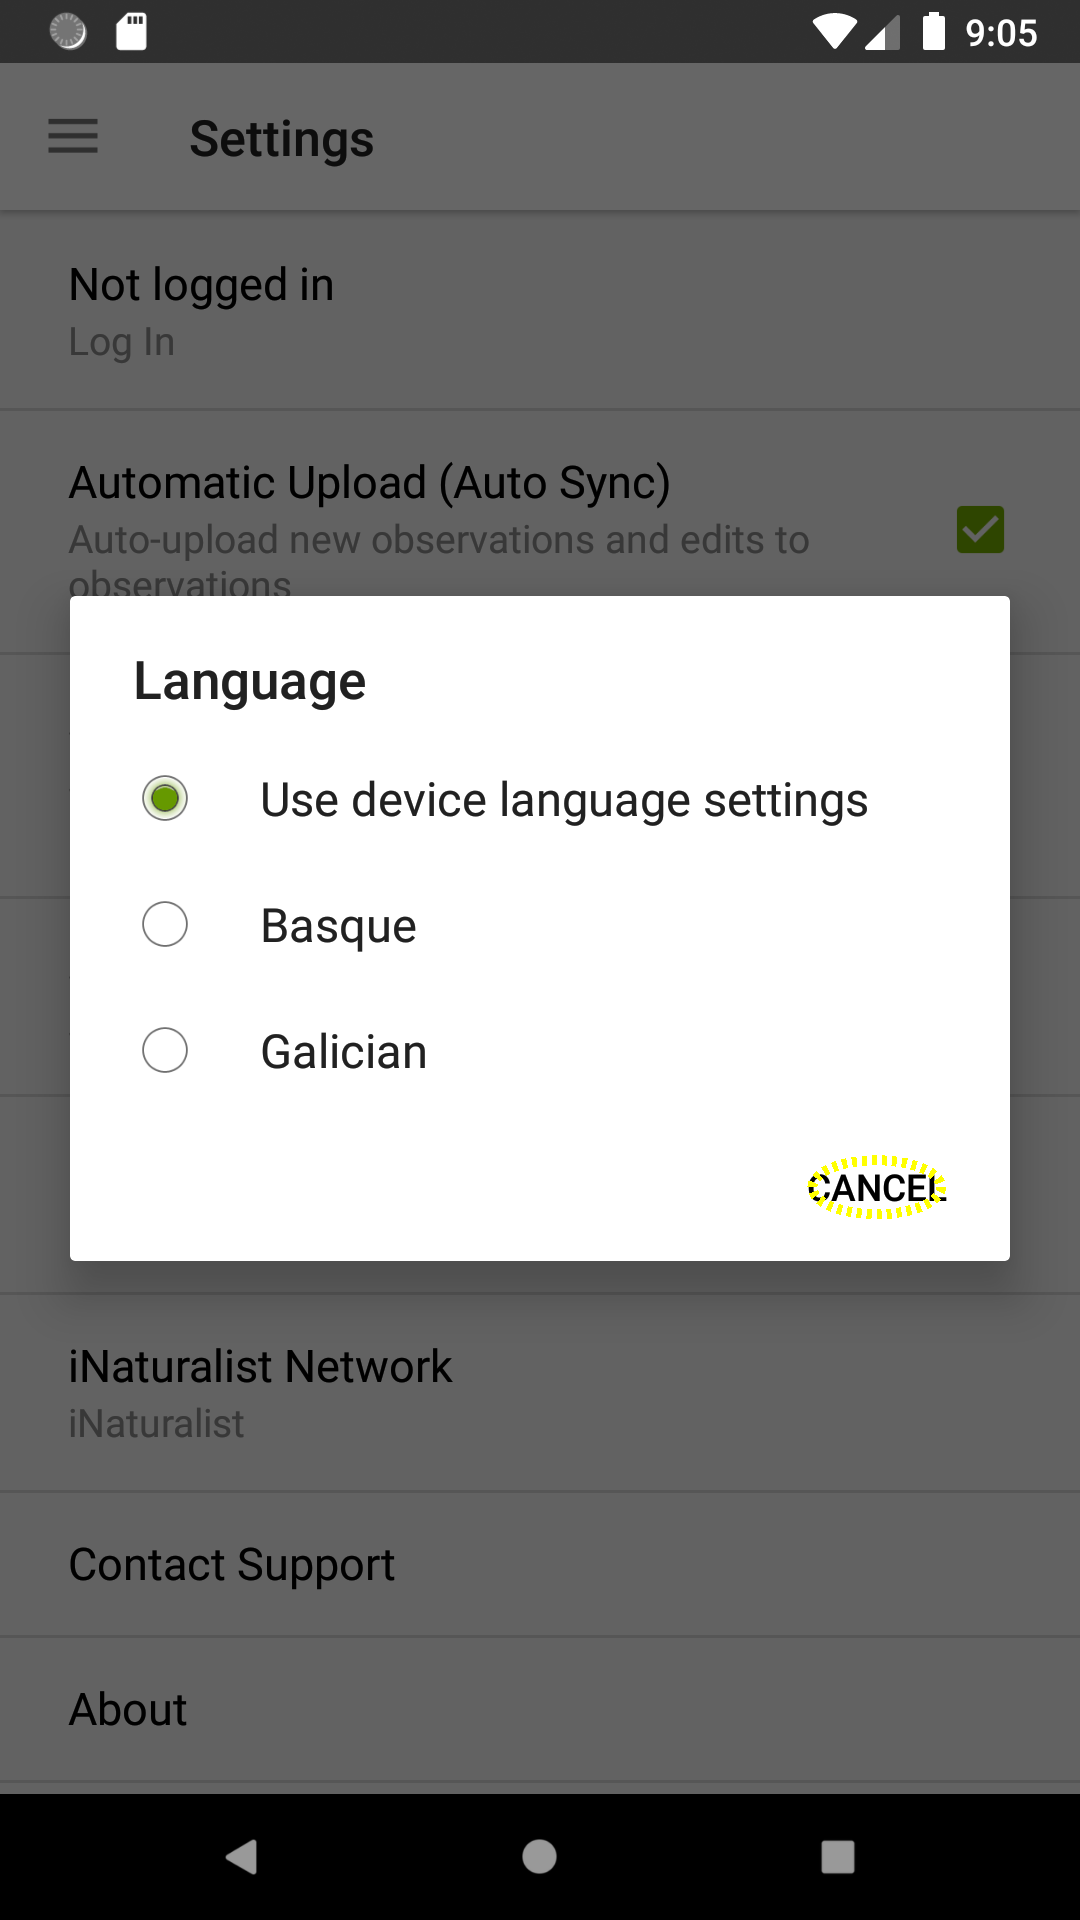 9:05
Settings
Not logged in
Log In
Automatic Upload (Auto Sync)
Auto-upload new observations and edits to
observations
Language
Use device language settings
Basque
Galician
CANCEL
iNaturalist Network
iNaturalist
Contact Support
About